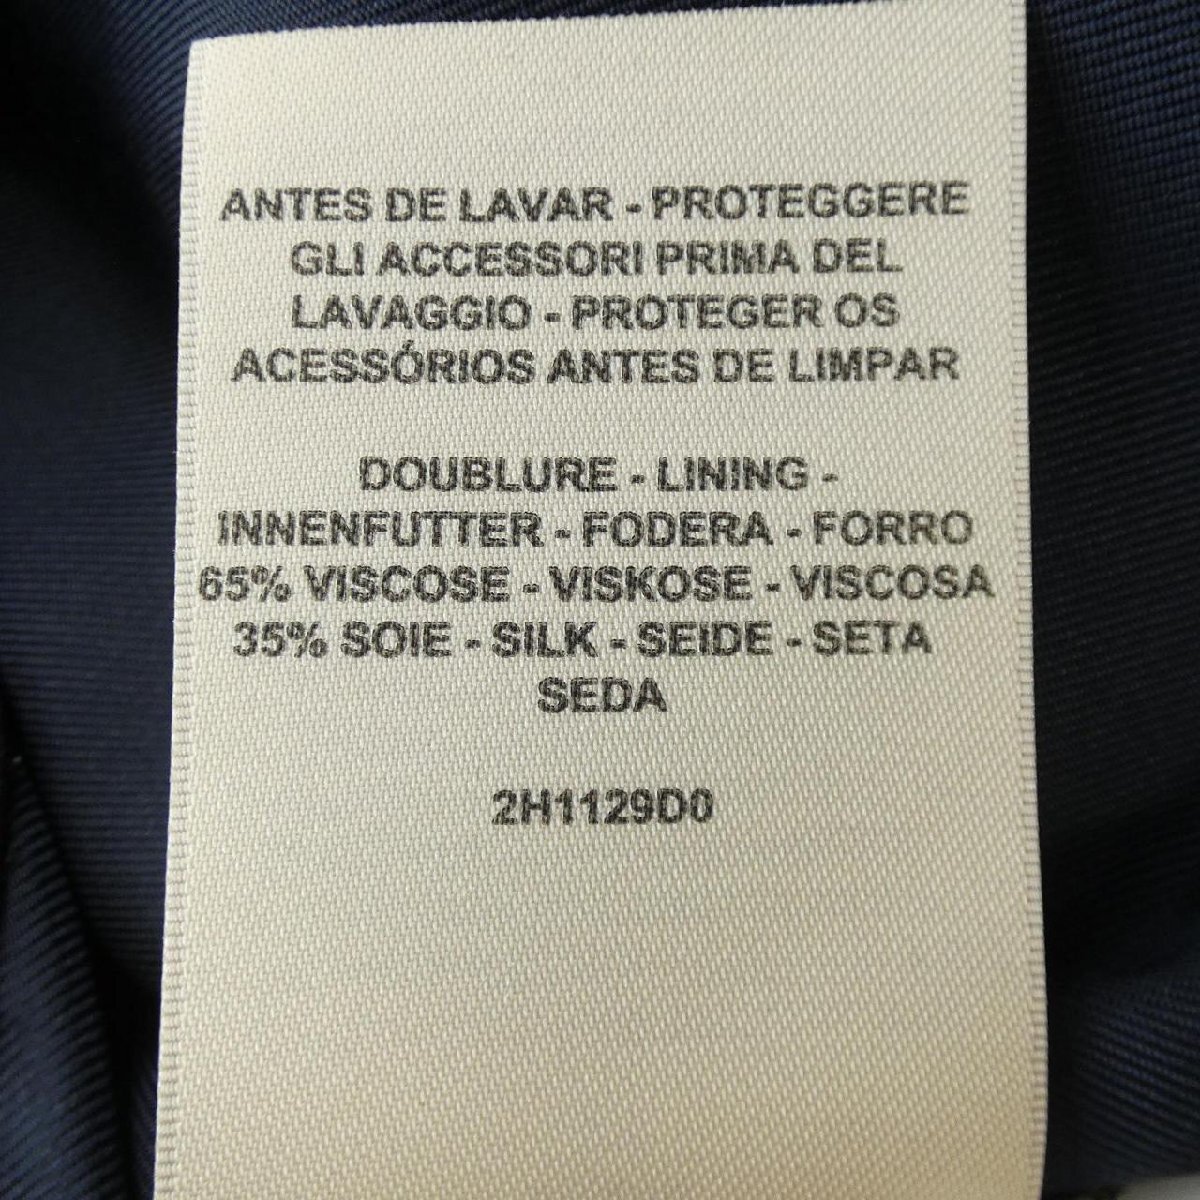 ANTES DE LAVAR - PROTEGGERE
GLI ACCESSORI PRIMA DEL
LAVAGGIO - PROTEGER OS
ACESSÓRIOS ANTES DE LIMPAR
DOUBLURE - LINING -
INNENFUTTER - FODERA - FORRO
65% VISCOSE - VISKOSE - VISCOSA
35% SOIE - SILK - SEIDE - SETA
SEDA
2H1129D0